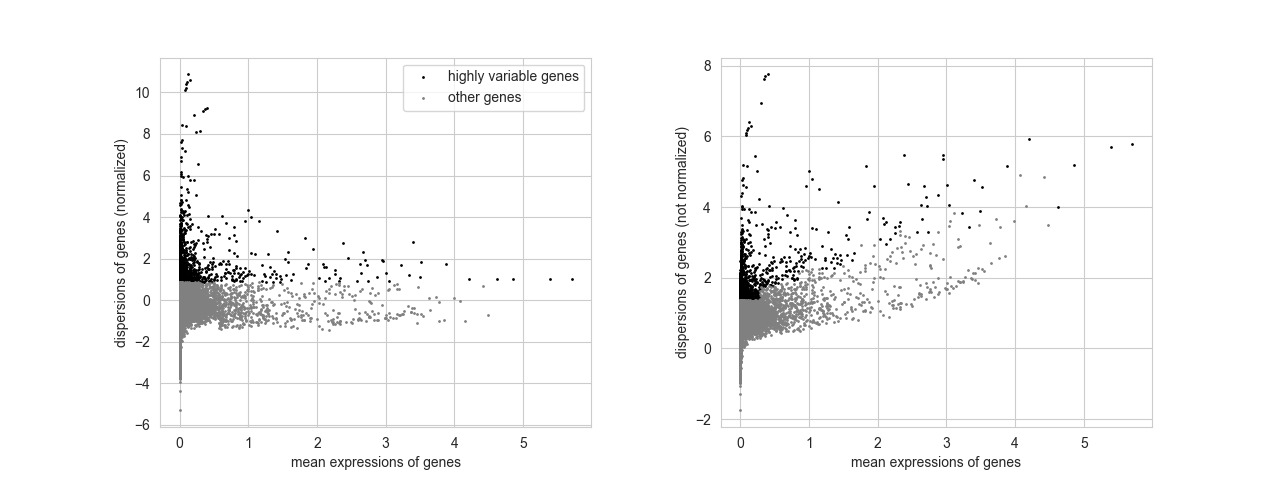 highly variable genes
other genes
10
8
6
4
2
0
−2
−4
−6
0 1 2 3 4 5
dispersions of genes (normalized)
mean expressions of genes
8
6
4
2
0
−2
0 1 2 3 4 5
dispersions of genes (not normalized)
mean expressions of genes